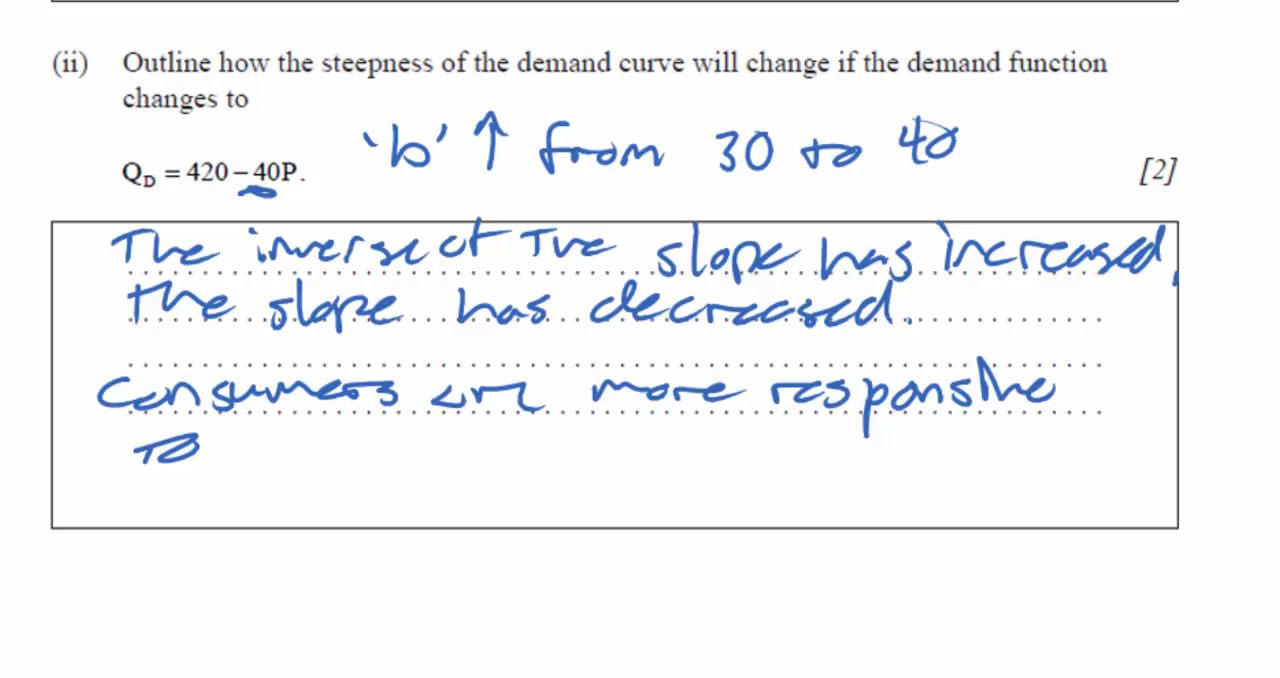 (ii) Outline how the steepness of the demand curve will change if the demand function
changes to
'b' ↑ from 30 to 40
Q_D = 420 − 40P. [2]
The inverse of the slope has increased,
the slope has decreased.
consumers are more responsive
to